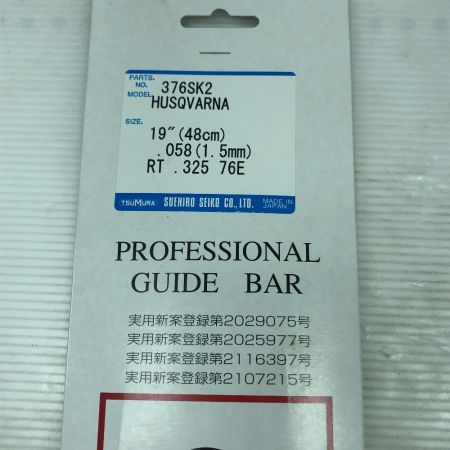 PARTS. NO. 376SK2
MODEL. HUSQVARNA
SIZE. 19"(48cm)
.058(1.5mm)
RT .325 76E
TSUMURA SUEHIRO SEIKO CO., LTD. MADE IN JAPAN
PROFESSIONAL
GUIDE BAR
実用新案登録第2029075号
実用新案登録第2025977号
実用新案登録第2116397号
実用新案登録第2107215号